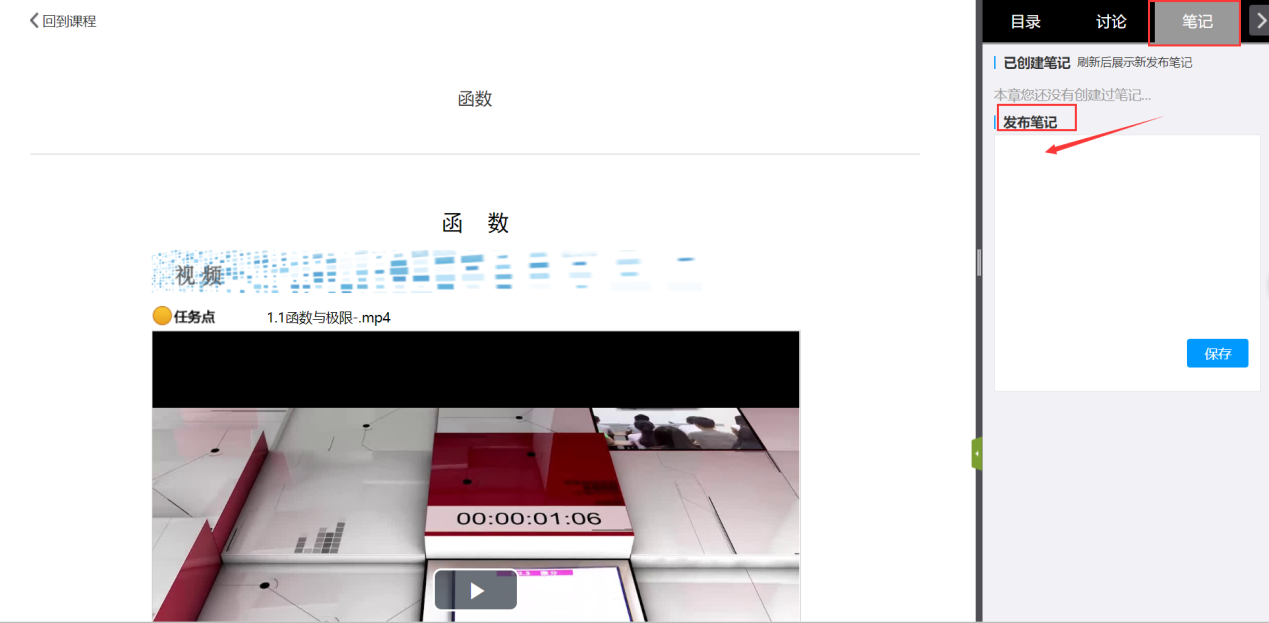 回到课程
函数
函 数
视 频
任务点 1.1函数与极限-.mp4
00:00:01:06
目录 讨论 笔记
已创建笔记 刷新后展示新发布笔记
本章您还没有创建过笔记...
发布笔记
保存